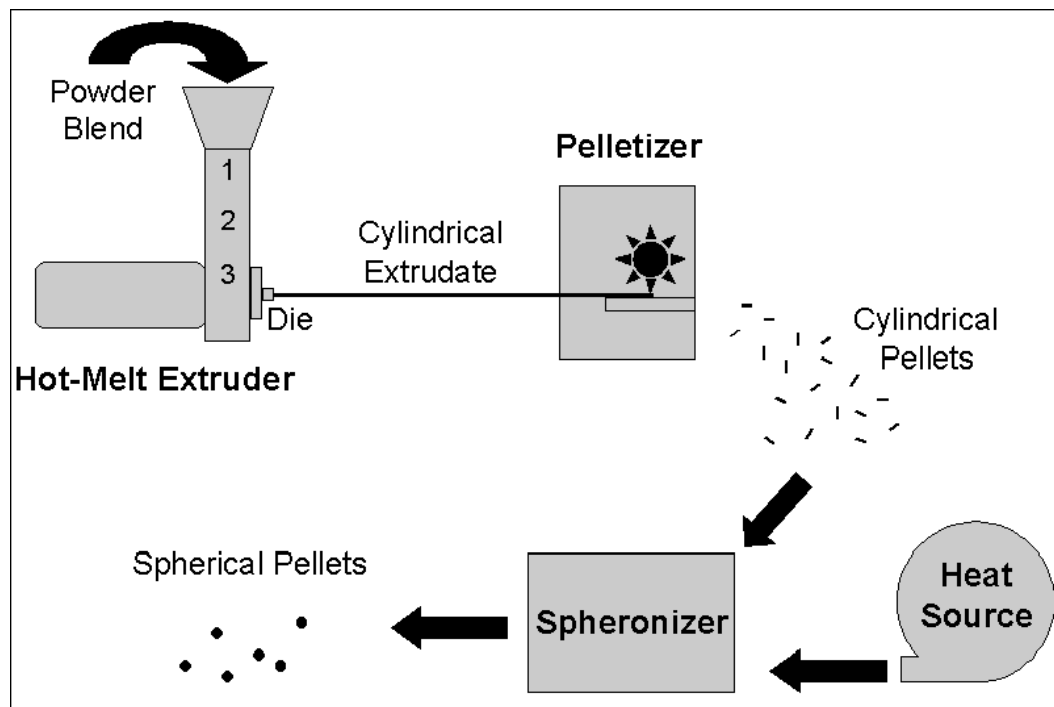 Powder
Blend
1
2
3
Die
Hot-Melt Extruder
Cylindrical
Extrudate
Pelletizer
Cylindrical
Pellets
Heat
Source
Spheronizer
Spherical Pellets